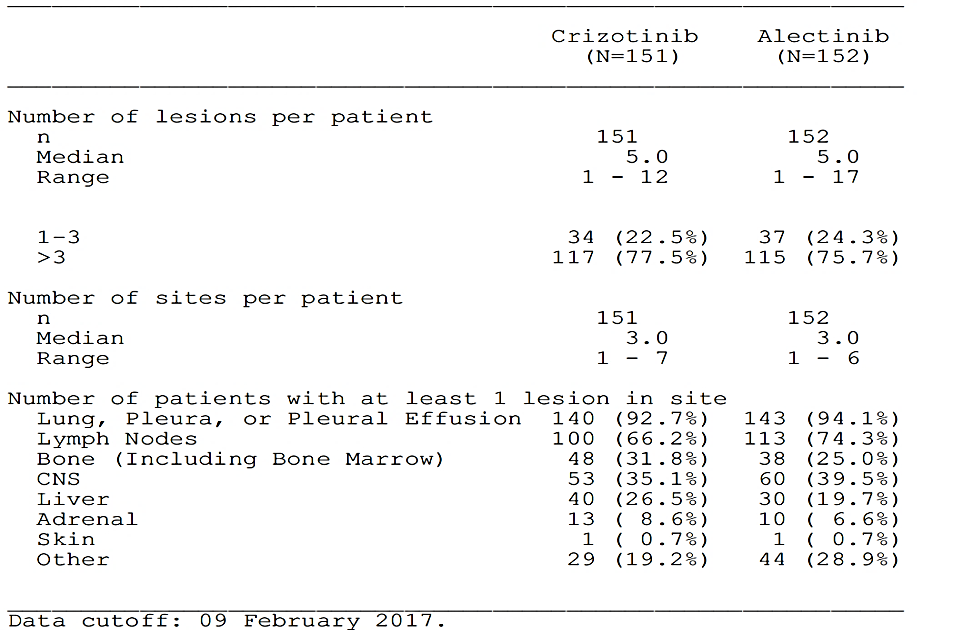 Crizotinib Alectinib
(N=151) (N=152)
Number of lesions per patient
n 151 152
Median 5.0 5.0
Range 1 - 12 1 - 17
1-3 34 (22.5%) 37 (24.3%)
>3 117 (77.5%) 115 (75.7%)
Number of sites per patient
n 151 152
Median 3.0 3.0
Range 1 - 7 1 - 6
Number of patients with at least 1 lesion in site
Lung, Pleura, or Pleural Effusion 140 (92.7%) 143 (94.1%)
Lymph Nodes 100 (66.2%) 113 (74.3%)
Bone (Including Bone Marrow) 48 (31.8%) 38 (25.0%)
CNS 53 (35.1%) 60 (39.5%)
Liver 40 (26.5%) 30 (19.7%)
Adrenal 13 ( 8.6%) 10 ( 6.6%)
Skin 1 ( 0.7%) 1 ( 0.7%)
Other 29 (19.2%) 44 (28.9%)
Data cutoff: 09 February 2017.